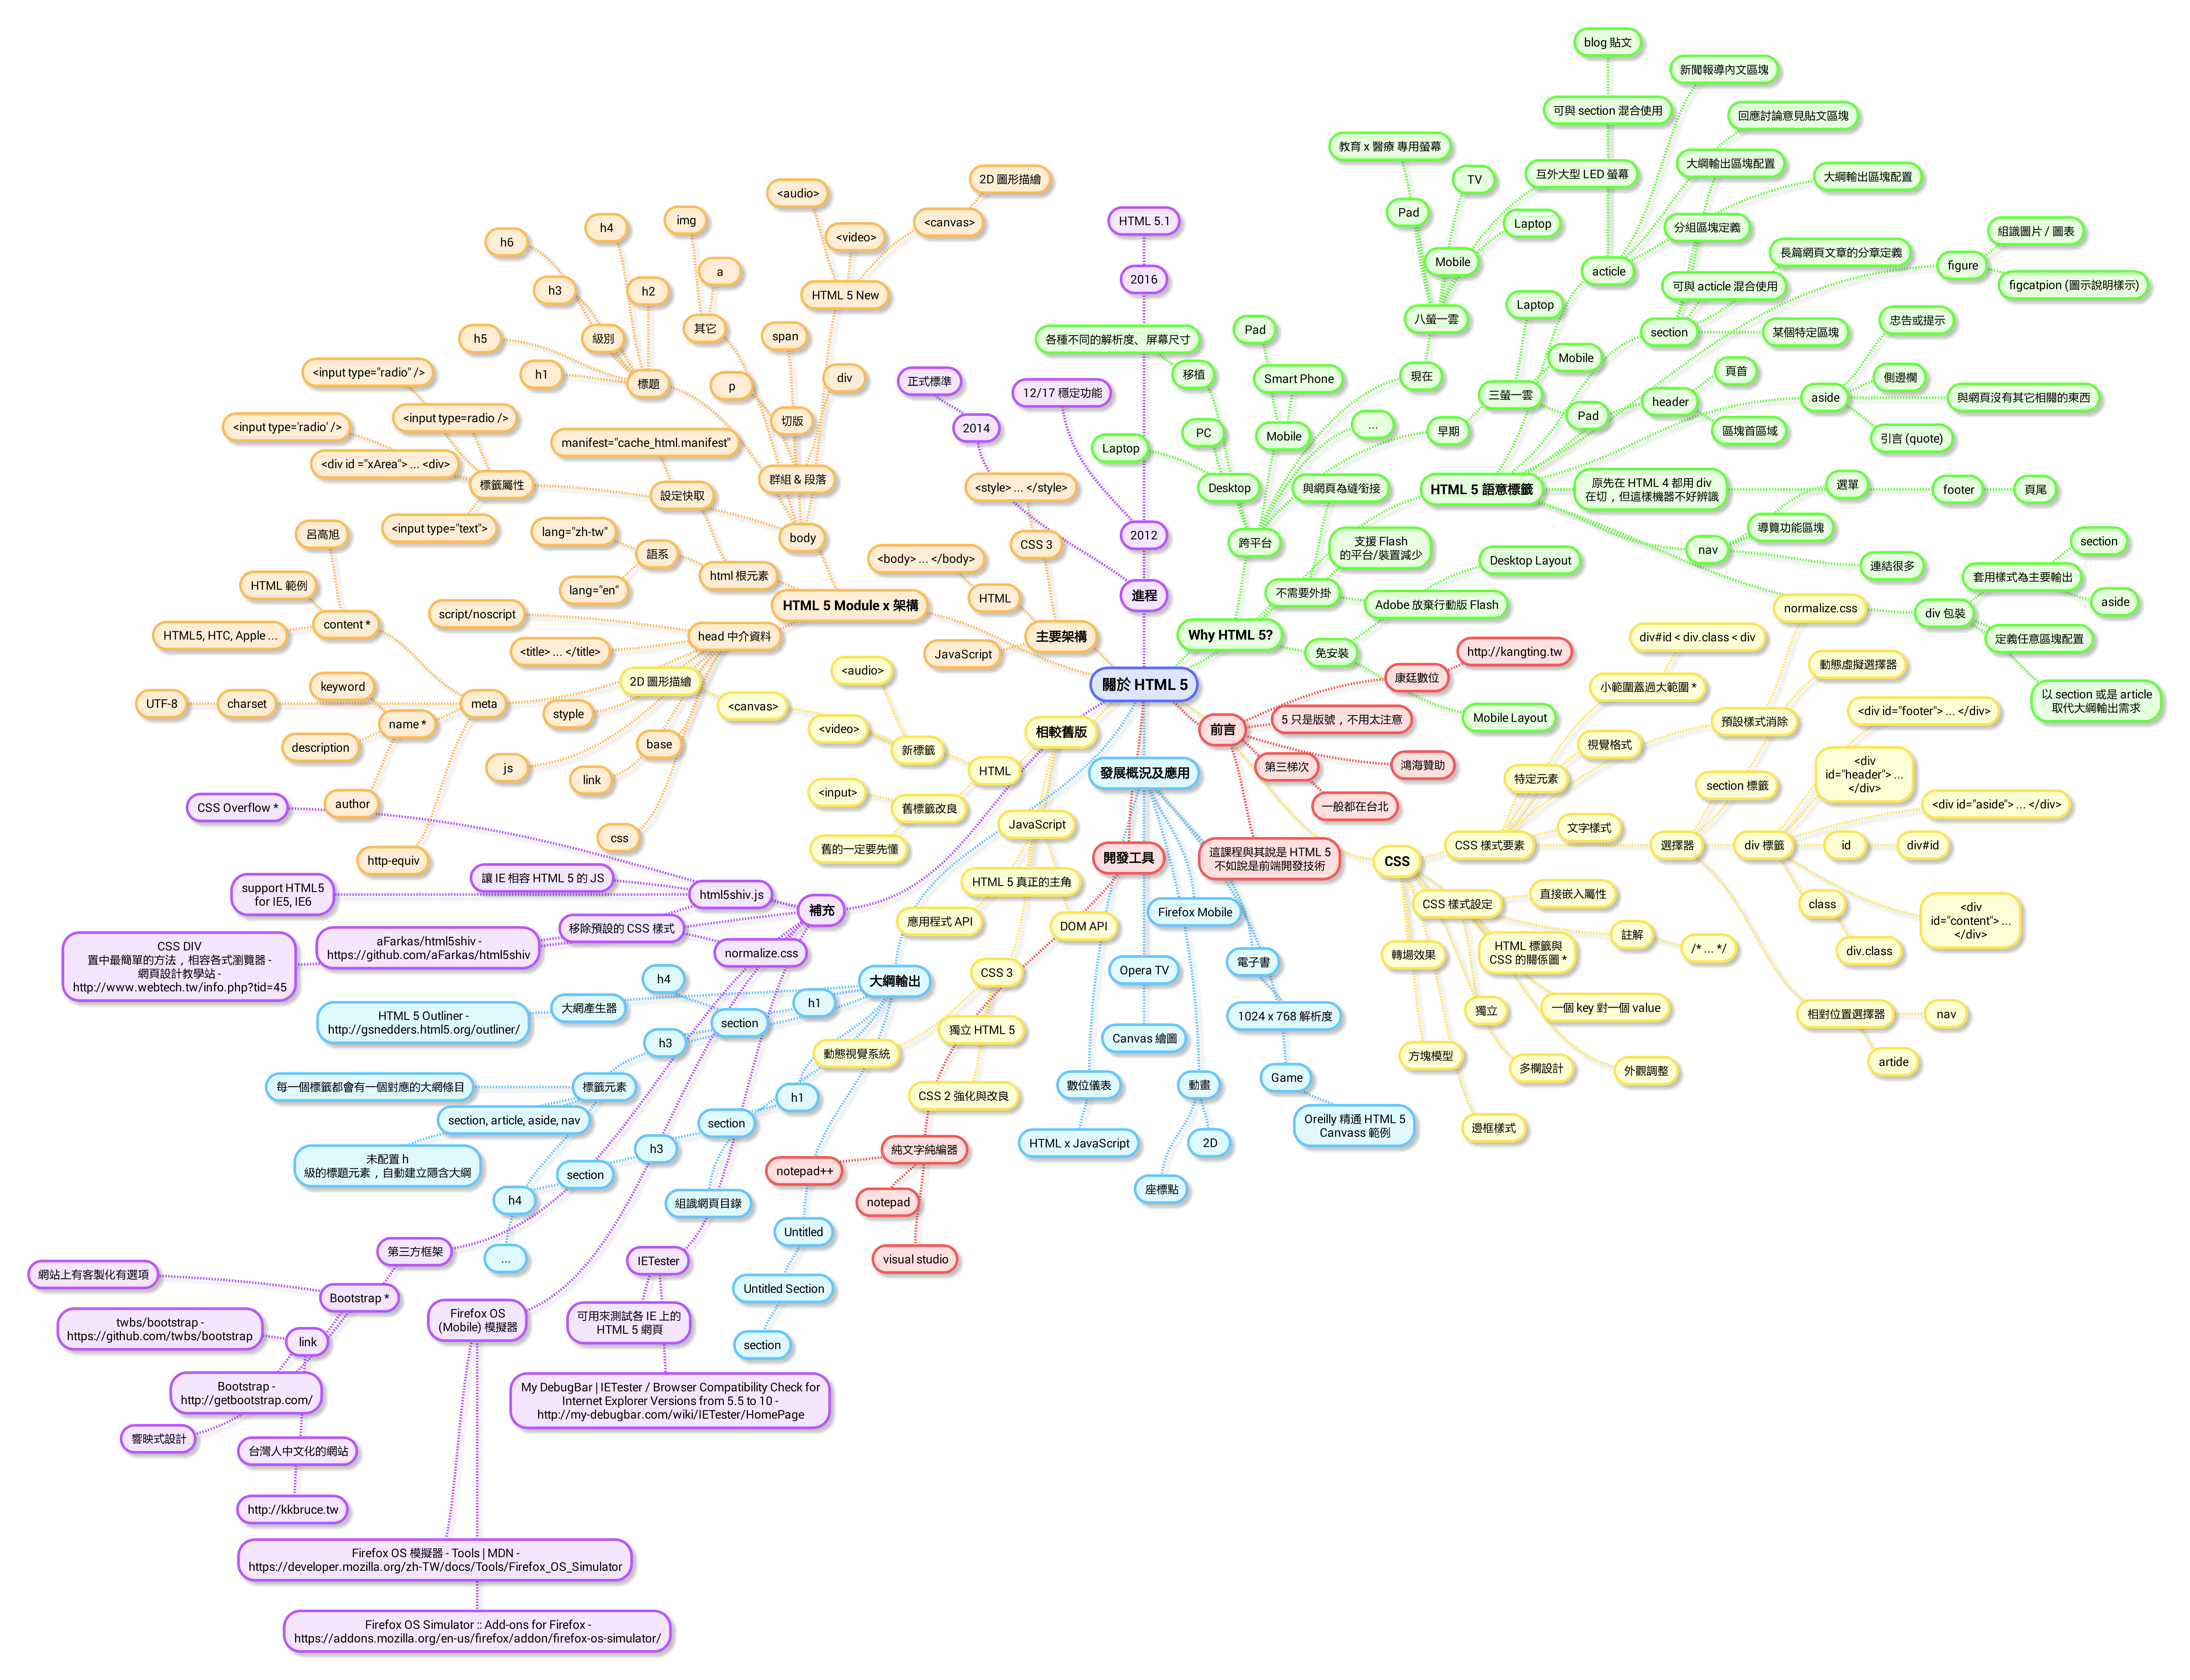 關於 HTML 5
進程
2012
12/17 穩定功能
2014
正式標準
2016
HTML 5.1
Why HTML 5?
跨平台
Desktop
Laptop
PC
移植
各種不同的解析度、屏幕尺寸
Mobile
Smart Phone
Pad
現在
八螢一雲
Pad
教育 x 醫療 專用螢幕
Mobile
TV
互外大型 LED 螢幕
Laptop
早期
三螢一雲
Laptop
Mobile
Pad
...
不需要外掛
與網頁為縫銜接
支援 Flash
的平台/裝置減少
Adobe 放棄行動版 Flash
免安裝
Desktop Layout
Mobile Layout
HTML 5 語意標籤
原先在 HTML 4 都用 div
在切，但這樣機器不好辨識
acticle
可與 section 混合使用
blog 貼文
新聞報導內文區塊
回應討論意見貼文區塊
大綱輸出區塊配置
大綱輸出區塊配置
section
分組區塊定義
長篇網頁文章的分章定義
可與 acticle 混合使用
某個特定區塊
figure
組識圖片 / 圖表
figcatpion (圖示說明樣示)
header
頁首
區塊首區域
aside
忠告或提示
側邊欄
與網頁沒有其它相關的東西
引言 (quote)
footer
頁尾
nav
選單
導覽功能區塊
連結很多
div 包裝
套用樣式為主要輸出
section
aside
定義任意區塊配置
以 section 或是 article
取代大綱輸出需求
前言
康廷數位
http://kangting.tw
5 只是版號，不用太注意
鴻海贊助
第三梯次
一般都在台北
這課程與其說是 HTML 5
不如說是前端開發技術
CSS
CSS 樣式要素
特定元素
小範圍蓋過大範圍 *
div#id < div.class < div
視覺格式
文字樣式
選擇器
預設樣式消除
normalize.css
動態虛擬選擇器
section 標籤
div 標籤
<div id="footer"> ... </div>
<div
id="header"> ...
</div>
<div id="aside"> ... </div>
id
div#id
class
div.class
<div
id="content"> ...
</div>
相對位置選擇器
nav
artide
CSS 樣式設定
直接嵌入屬性
HTML 標籤與
CSS 的關係圖 *
註解
/* ... */
一個 key 對一個 value
獨立
轉場效果
方塊模型
邊框樣式
多欄設計
外觀調整
發展概況及應用
Firefox Mobile
Opera TV
Canvas 繪圖
電子書
1024 x 768 解析度
Game
Oreilly 精通 HTML 5
Canvass 範例
數位儀表
HTML x JavaScript
動畫
2D
座標點
開發工具
純文字純編器
notepad++
notepad
visual studio
相較舊版
HTML
新標籤
<audio>
<video>
<canvas>
2D 圖形描繪
舊標籤改良
<input>
舊的一定要先懂
JavaScript
HTML 5 真正的主角
應用程式 API
DOM API
CSS 3
獨立 HTML 5
動態視覺系統
CSS 2 強化與改良
大綱輸出
h1
section
h4
h3
標籤元素
大網產生器
HTML 5 Outliner -
http://gsnedders.html5.org/outliner/
每一個標籤都會有一個對應的大網條目
section, article, aside, nav
未配置 h
級的標題元素，自動建立隱含大綱
h1
section
h3
section
h4
...
組識網頁目錄
Untitled
Untitled Section
section
補充
html5shiv.js
CSS Overflow *
讓 IE 相容 HTML 5 的 JS
support HTML5
for IE5, IE6
移除預設的 CSS 樣式
normalize.css
aFarkas/html5shiv -
https://github.com/aFarkas/html5shiv
CSS DIV
置中最簡單的方法，相容各式瀏覽器 -
網頁設計教學站 -
http://www.webtech.tw/info.php?tid=45
第三方框架
Bootstrap *
網站上有客製化有選項
link
twbs/bootstrap -
https://github.com/twbs/bootstrap
Bootstrap -
http://getbootstrap.com/
響映式設計
台灣人中文化的網站
http://kkbruce.tw
Firefox OS
(Mobile) 模擬器
Firefox OS 模擬器 - Tools | MDN -
https://developer.mozilla.org/zh-TW/docs/Tools/Firefox_OS_Simulator
Firefox OS Simulator :: Add-ons for Firefox -
https://addons.mozilla.org/en-us/firefox/addon/firefox-os-simulator/
IETester
可用來測試各 IE 上的
HTML 5 網頁
My DebugBar | IETester / Browser Compatibility Check for
Internet Explorer Versions from 5.5 to 10 -
http://my-debugbar.com/wiki/IETester/HomePage
主要架構
CSS 3
<style> ... </style>
HTML
<body> ... </body>
JavaScript
HTML 5 Module x 架構
body
群組 & 段落
HTML 5 New
<audio>
<video>
<canvas>
2D 圖形描繪
div
切版
span
p
其它
img
a
標題
級別
h1
h2
h3
h4
h5
h6
標籤屬性
<input type="radio" />
<input type=radio />
<input type='radio' />
<div id ="xArea"> ... <div>
<input type="text">
html 根元素
設定快取
manifest="cache_html.manifest"
語系
lang="zh-tw"
lang="en"
head 中介資料
script/noscript
<title> ... </title>
meta
content *
呂高旭
HTML 範例
HTML5, HTC, Apple ...
charset
UTF-8
name *
keyword
description
author
http-equiv
styple
js
base
link
css